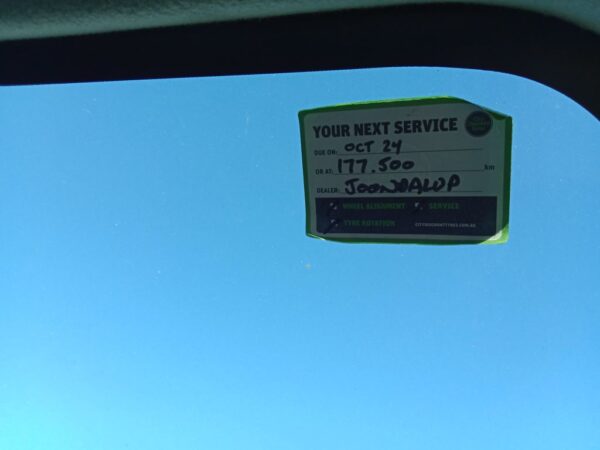 YOUR NEXT SERVICE
DUE ON: OCT 24
OR AT: 177.500 km
DEALER: JOONDALUP
WHEEL ALIGNMENT SERVICE
TYRE ROTATION